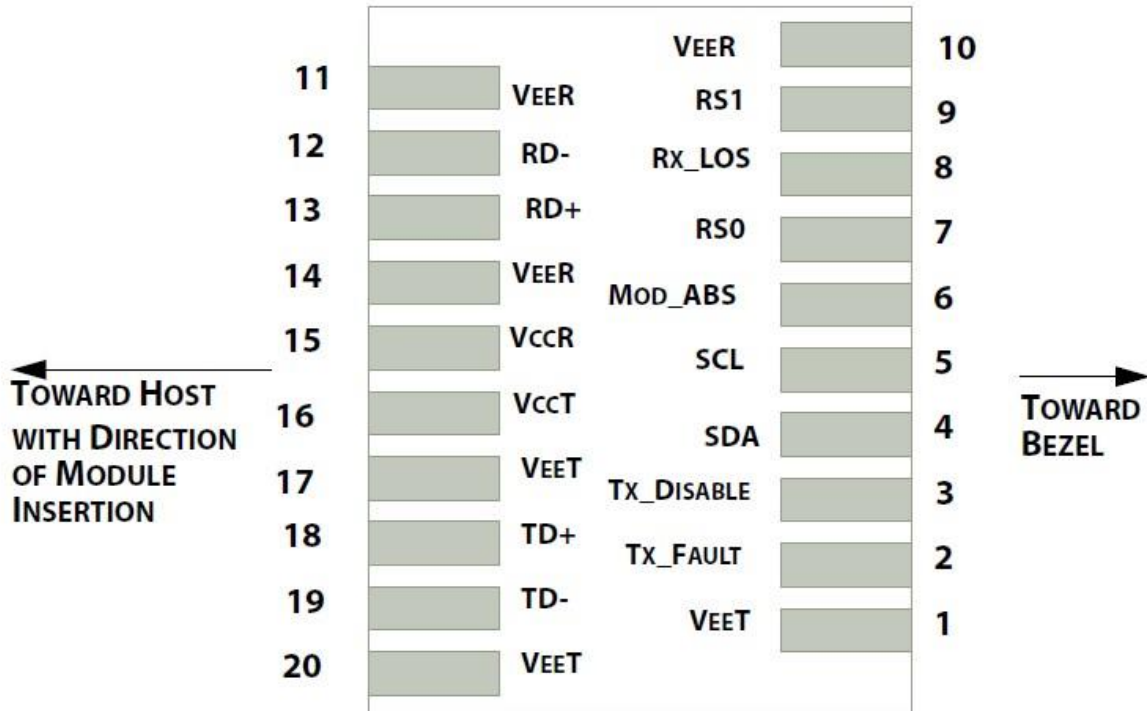 VEER 10
11 VEER
RS1 9
12 RD-
RX_LOS 8
13 RD+
RS0 7
14 VEER
MOD_ABS 6
15 VCCR
SCL 5
TOWARD HOST
WITH DIRECTION
OF MODULE
INSERTION
TOWARD
BEZEL
16 VCCT
SDA 4
17 VEET
TX_DISABLE 3
18 TD+
TX_FAULT 2
19 TD-
VEET 1
20 VEET